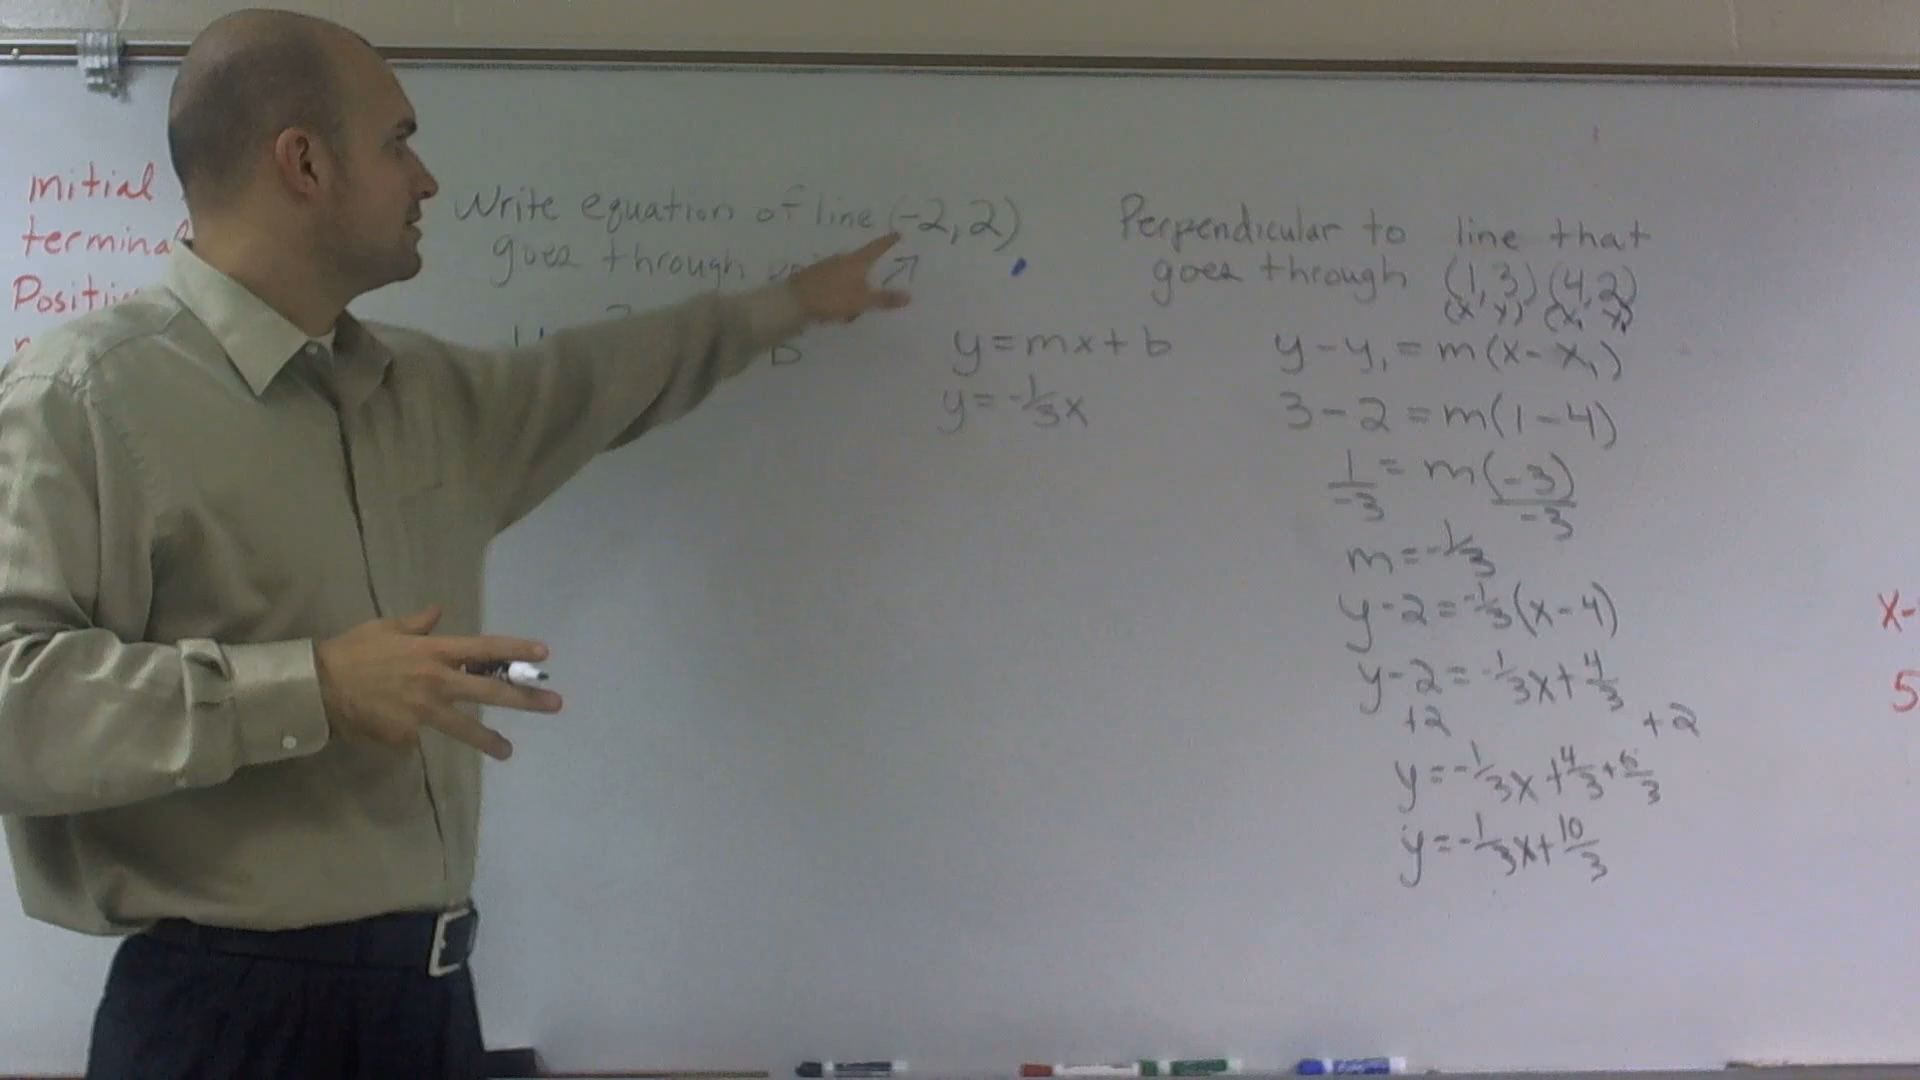 initial
terminal
Positi
Write equation of line (-2,2)
goes through
b
y=mx+b
y=-1/3x
Perpendicular to line that
goes through (1,3)(4,2)
(x y) (x₁ y₁)
y-y₁=m(x-x₁)
3-2=m(1-4)
1/-3=m(-3)/-3
m=-1/3
y-2=-1/3(x-4)
y-2=-1/3x+4/3
+2 +2
y=-1/3x+4/3+6/3
y=-1/3x+10/3
x-
5